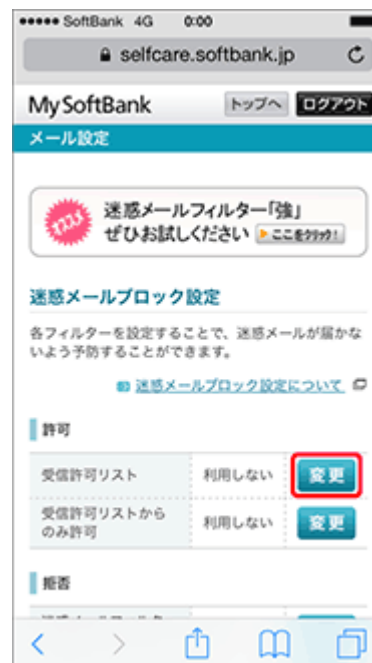 SoftBank 4G 0:00
selfcare.softbank.jp
My SoftBank トップへ ログアウト
メール設定
オススメ
迷惑メールフィルター「強」
ぜひお試しください ここをクリック!
迷惑メールブロック設定
各フィルターを設定することで、迷惑メールが届かな
いよう予防することができます。
迷惑メールブロック設定について
許可
受信許可リスト 利用しない 変更
受信許可リストから
のみ許可 利用しない 変更
拒否